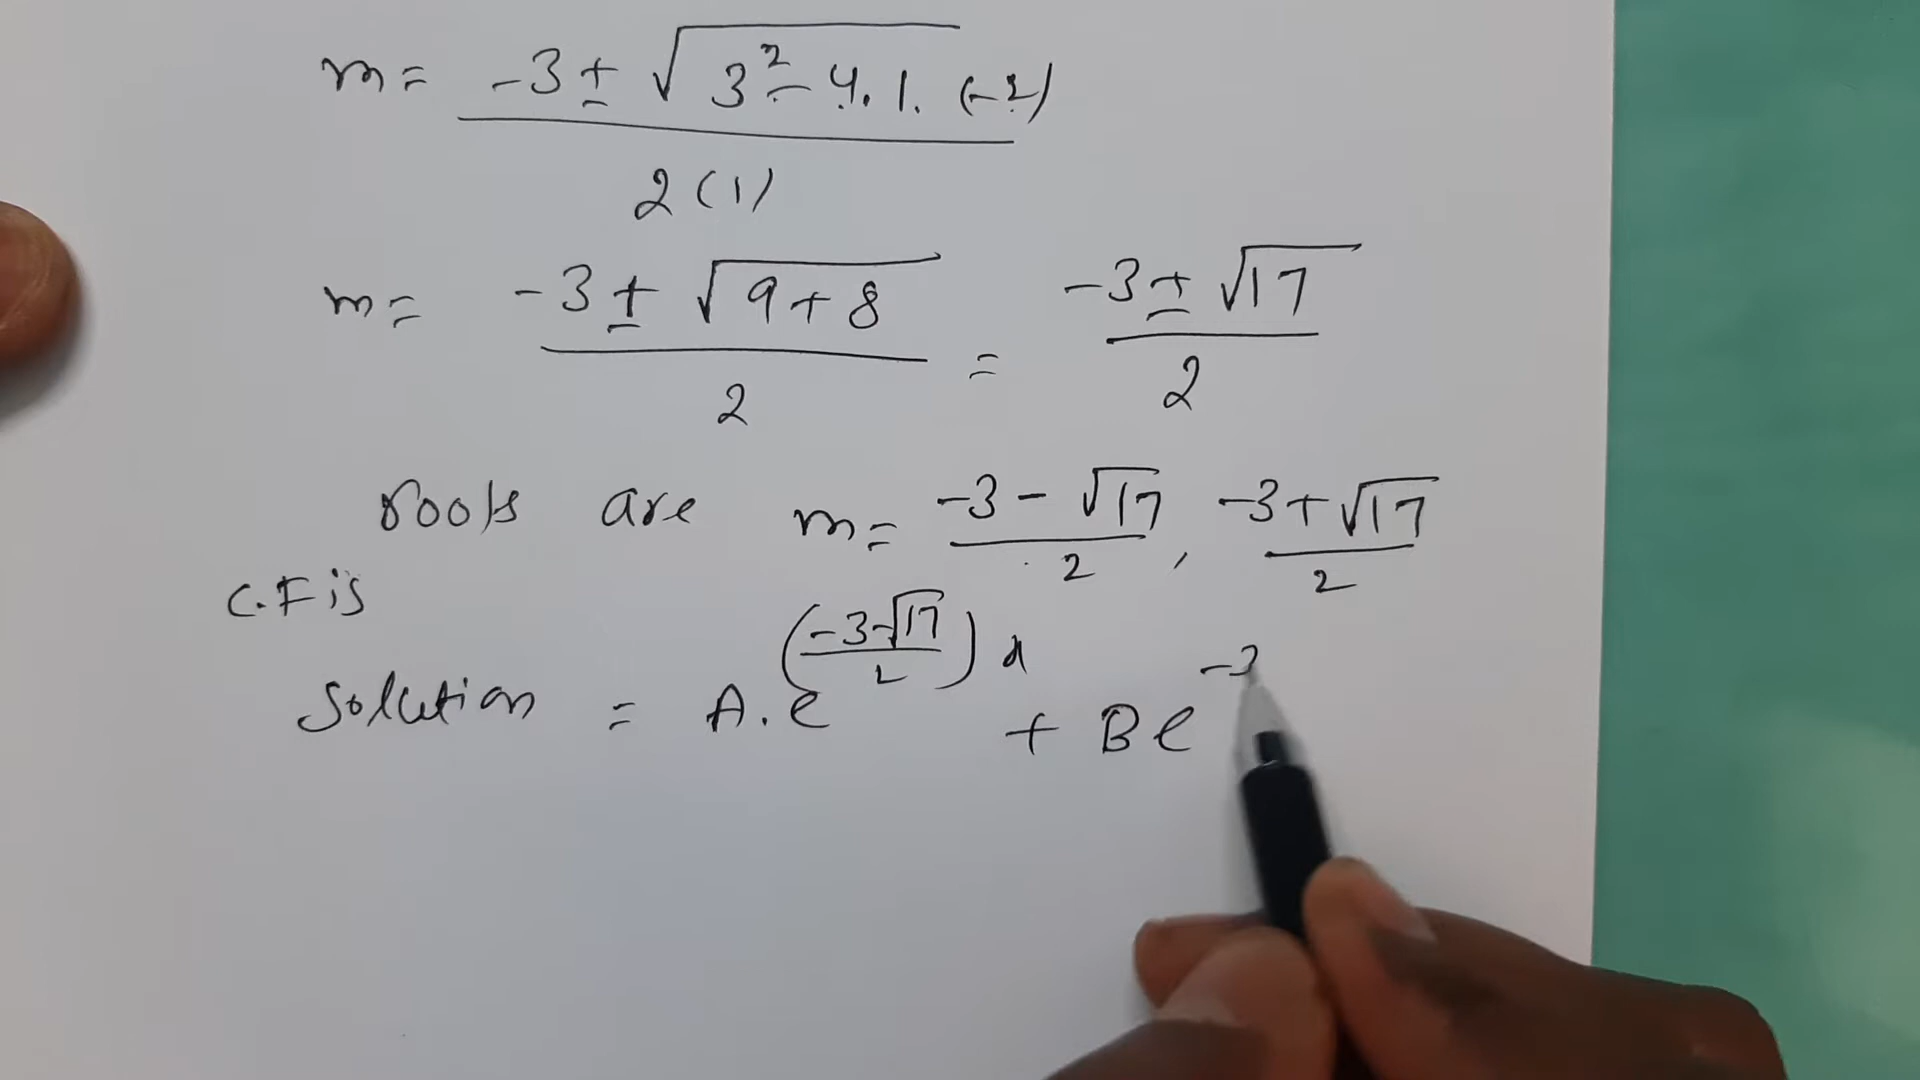 m = (-3 ± √(3² - 4.1.(-2))) / 2(1)
m = (-3 ± √(9+8)) / 2 = (-3 ± √17) / 2
roots are m = (-3 - √17) / 2 , (-3 + √17) / 2
C.F is
Solution = A.e^((-3-√17)/2)x + Be^-3